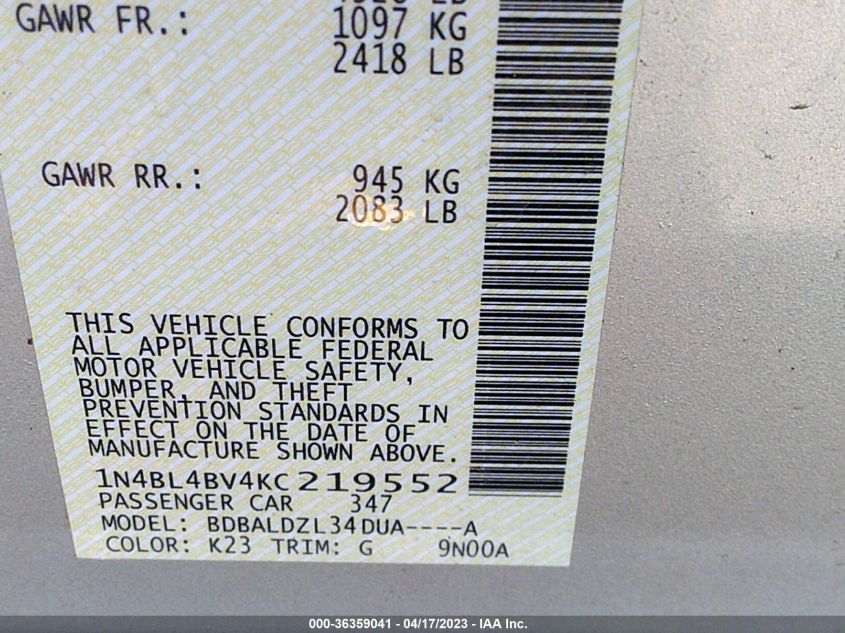 GAWR FR.: 1097 KG
2418 LB
GAWR RR.: 945 KG
2083 LB
THIS VEHICLE CONFORMS TO
ALL APPLICABLE FEDERAL
MOTOR VEHICLE SAFETY,
BUMPER, AND THEFT
PREVENTION STANDARDS IN
EFFECT ON THE DATE OF
MANUFACTURE SHOWN ABOVE.
1N4BL4BV4KC219552
PASSENGER CAR 347
MODEL: BDBALDZL34DUA----A
COLOR: K23 TRIM: G 9N00A
000-36359041 - 04/17/2023 - IAA Inc.